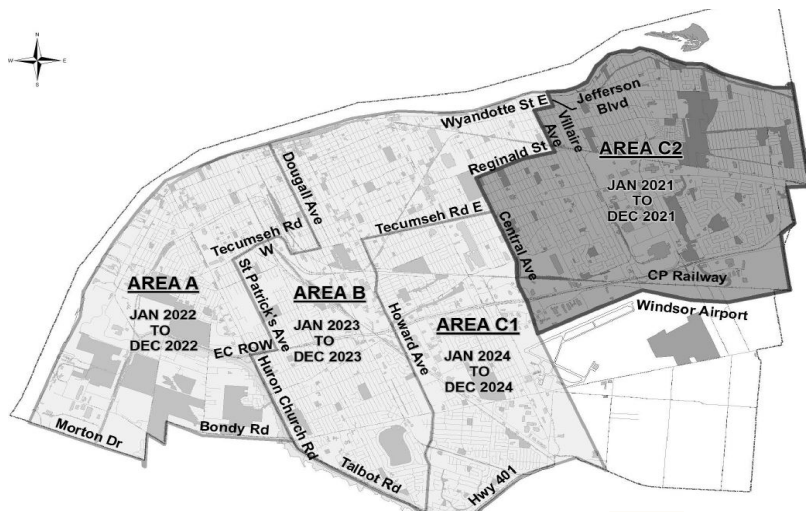 N
W
E
S
Wyandotte St E
Jefferson
Blvd
Villaire
Ave
Reginald St
AREA C2
JAN 2021
TO
DEC 2021
Dougall Ave
Tecumseh Rd
W
Tecumseh Rd E
Central Ave
CP Railway
Windsor Airport
AREA A
JAN 2022
TO
DEC 2022
St Patrick's Ave
AREA B
JAN 2023
TO
DEC 2023
EC ROW
Howard Ave
AREA C1
JAN 2024
TO
DEC 2024
Huron Church Rd
Morton Dr
Bondy Rd
Talbot Rd
Hwy 401